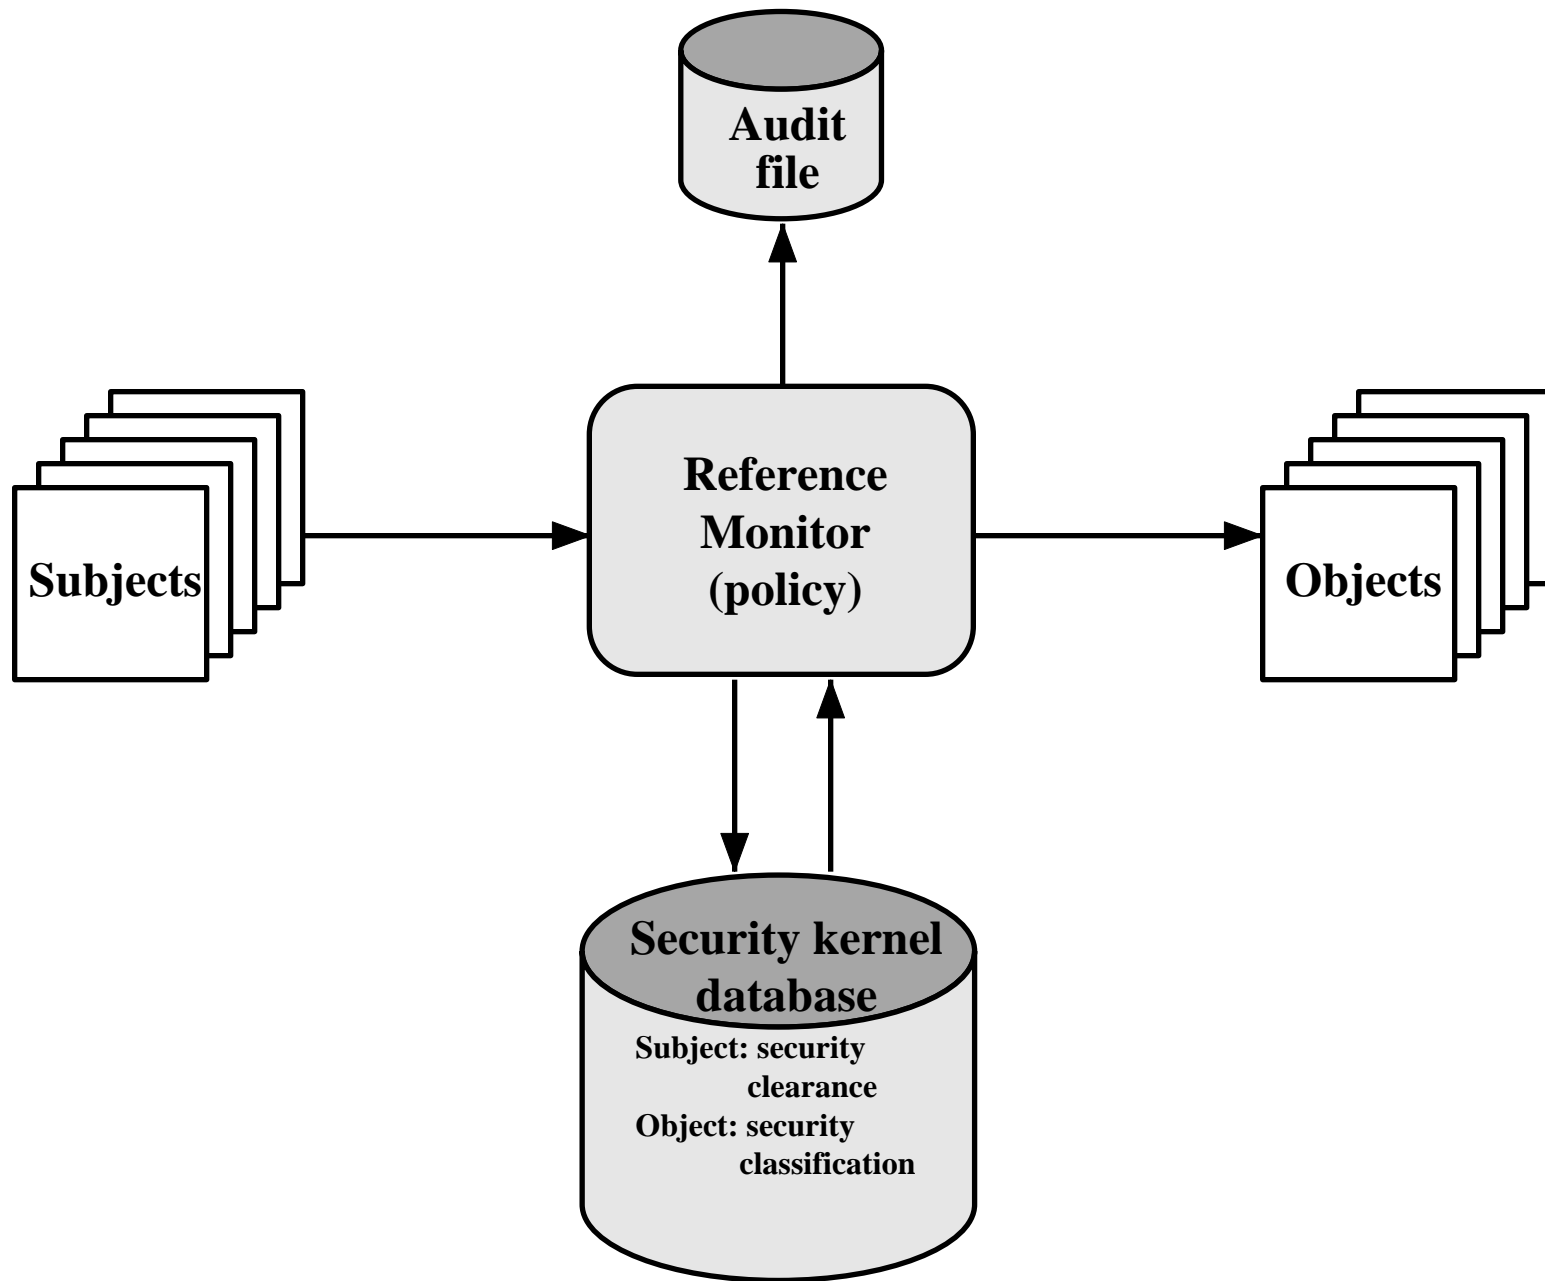 Audit
file
Reference
Monitor
(policy)
Subjects
Objects
Security kernel
database
Subject: security
clearance
Object: security
classification